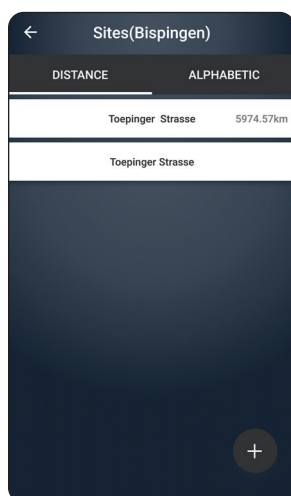 Sites(Bispingen)
DISTANCE ALPHABETIC
Toepinger Strasse 5974.57km
Toepinger Strasse